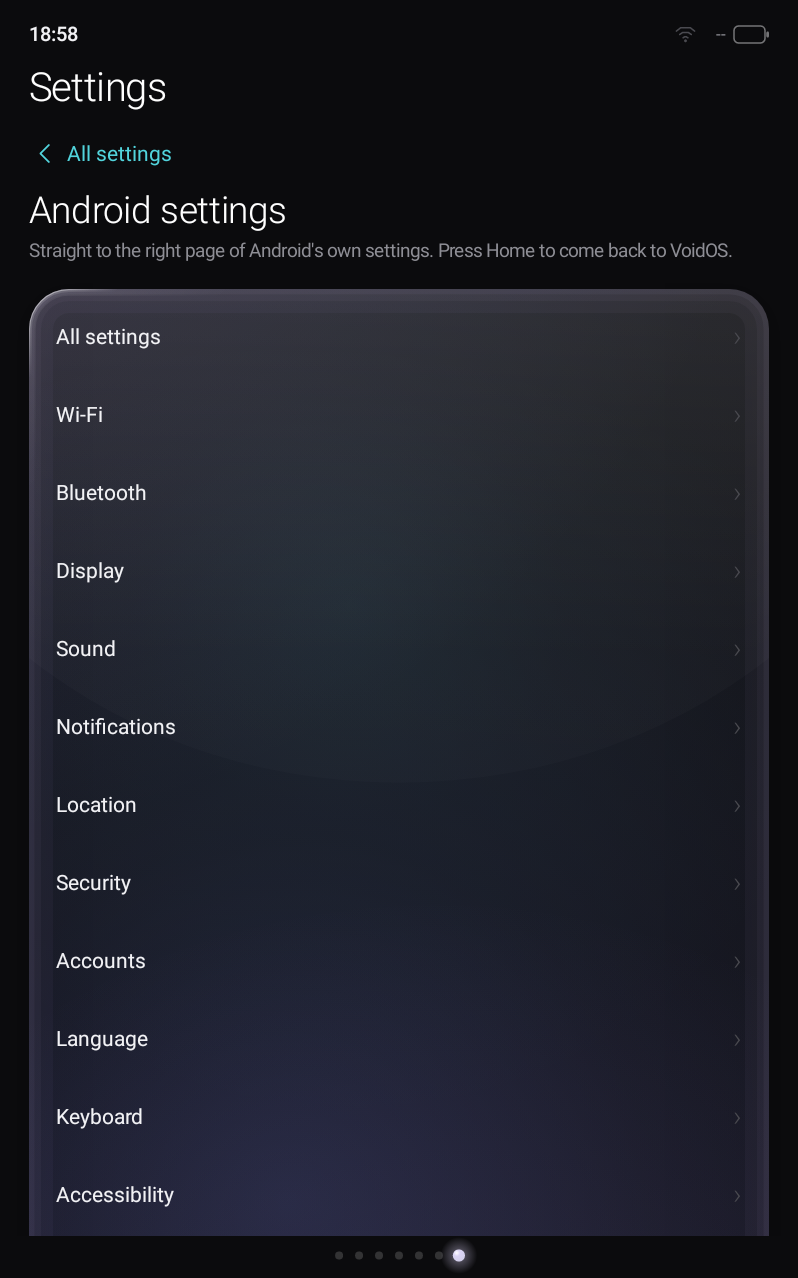 18:58
--
Settings
All settings
Android settings
Straight to the right page of Android's own settings. Press Home to come back to VoidOS.
All settings
Wi-Fi
Bluetooth
Display
Sound
Notifications
Location
Security
Accounts
Language
Keyboard
Accessibility